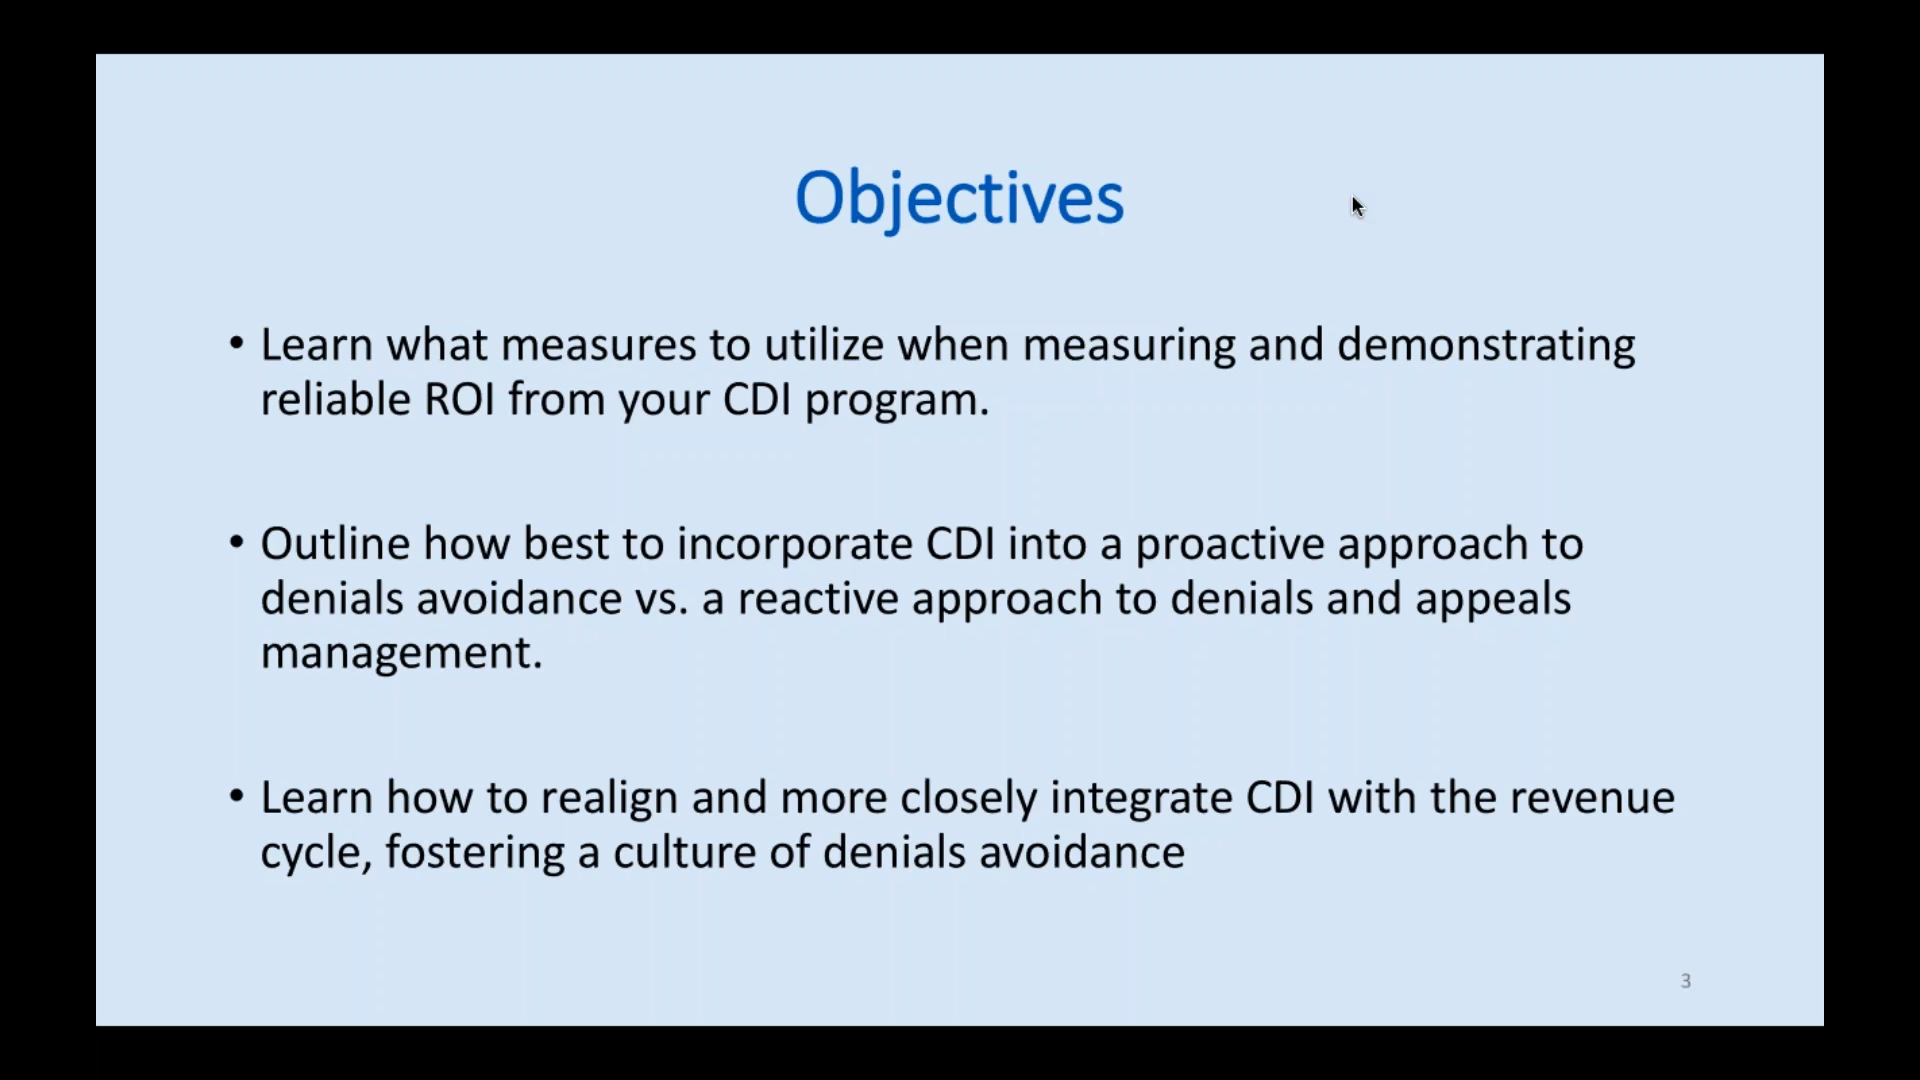 Objectives
• Learn what measures to utilize when measuring and demonstrating
reliable ROI from your CDI program.
• Outline how best to incorporate CDI into a proactive approach to
denials avoidance vs. a reactive approach to denials and appeals
management.
• Learn how to realign and more closely integrate CDI with the revenue
cycle, fostering a culture of denials avoidance
3